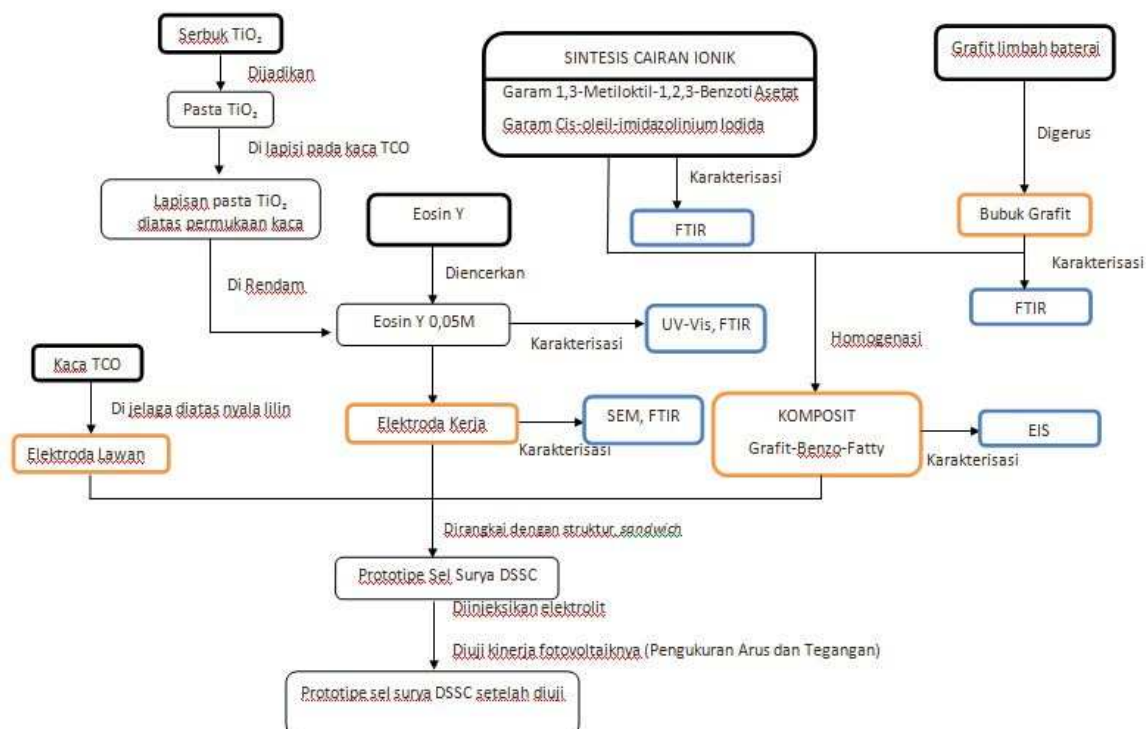 Serbuk TiO₂
Dijadikan
Pasta TiO₂
Di lapisi pada kaca TCO
Lapisan pasta TiO₂
diatas permukaan kaca
Di Rendam
SINTESIS CAIRAN IONIK
Garam 1,3-Metiloktil-1,2,3-Benzoti Asetat
Garam Cis-oleil-imidazolinium Iodida
Karakterisasi
FTIR
Grafit limbah baterai
Digerus
Bubuk Grafit
Karakterisasi
FTIR
Eosin Y
Diencerkan
Eosin Y 0,05M
Karakterisasi
UV-Vis, FTIR
Homogenasi
Kaca TCO
Di jelaga diatas nyala lilin
Elektroda Lawan
Elektroda Kerja
Karakterisasi
SEM, FTIR
KOMPOSIT
Grafit-Benzo-Fatty
Karakterisasi
EIS
Dirangkai dengan struktur sandwich
Prototipe Sel Surya DSSC
Diinjeksikan elektrolit
Diuji kinerja fotovoltaiknya (Pengukuran Arus dan Tegangan)
Prototipe sel surya DSSC setelah diuji